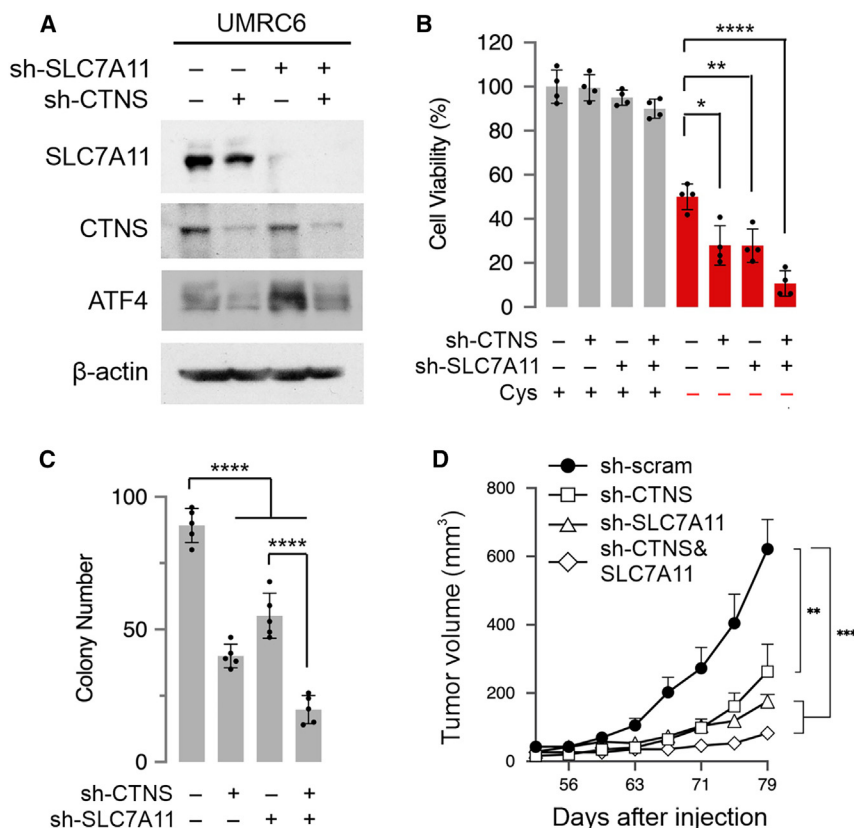 A
UMRC6
sh-SLC7A11 – – + +
sh-CTNS – + – +
SLC7A11
CTNS
ATF4
β-actin
B
Cell Viability (%)
120
100
80
60
40
20
0
****
**
*
sh-CTNS – + – + – + – +
sh-SLC7A11 – – + + – – + +
Cys + + + + – – – –
C
Colony Number
100
50
0
****
****
sh-CTNS – + – +
sh-SLC7A11 – – + +
D
sh-scram
sh-CTNS
sh-SLC7A11
sh-CTNS&
SLC7A11
Tumor volume (mm³)
800
600
400
200
0
**
***
56 63 71 79
Days after injection